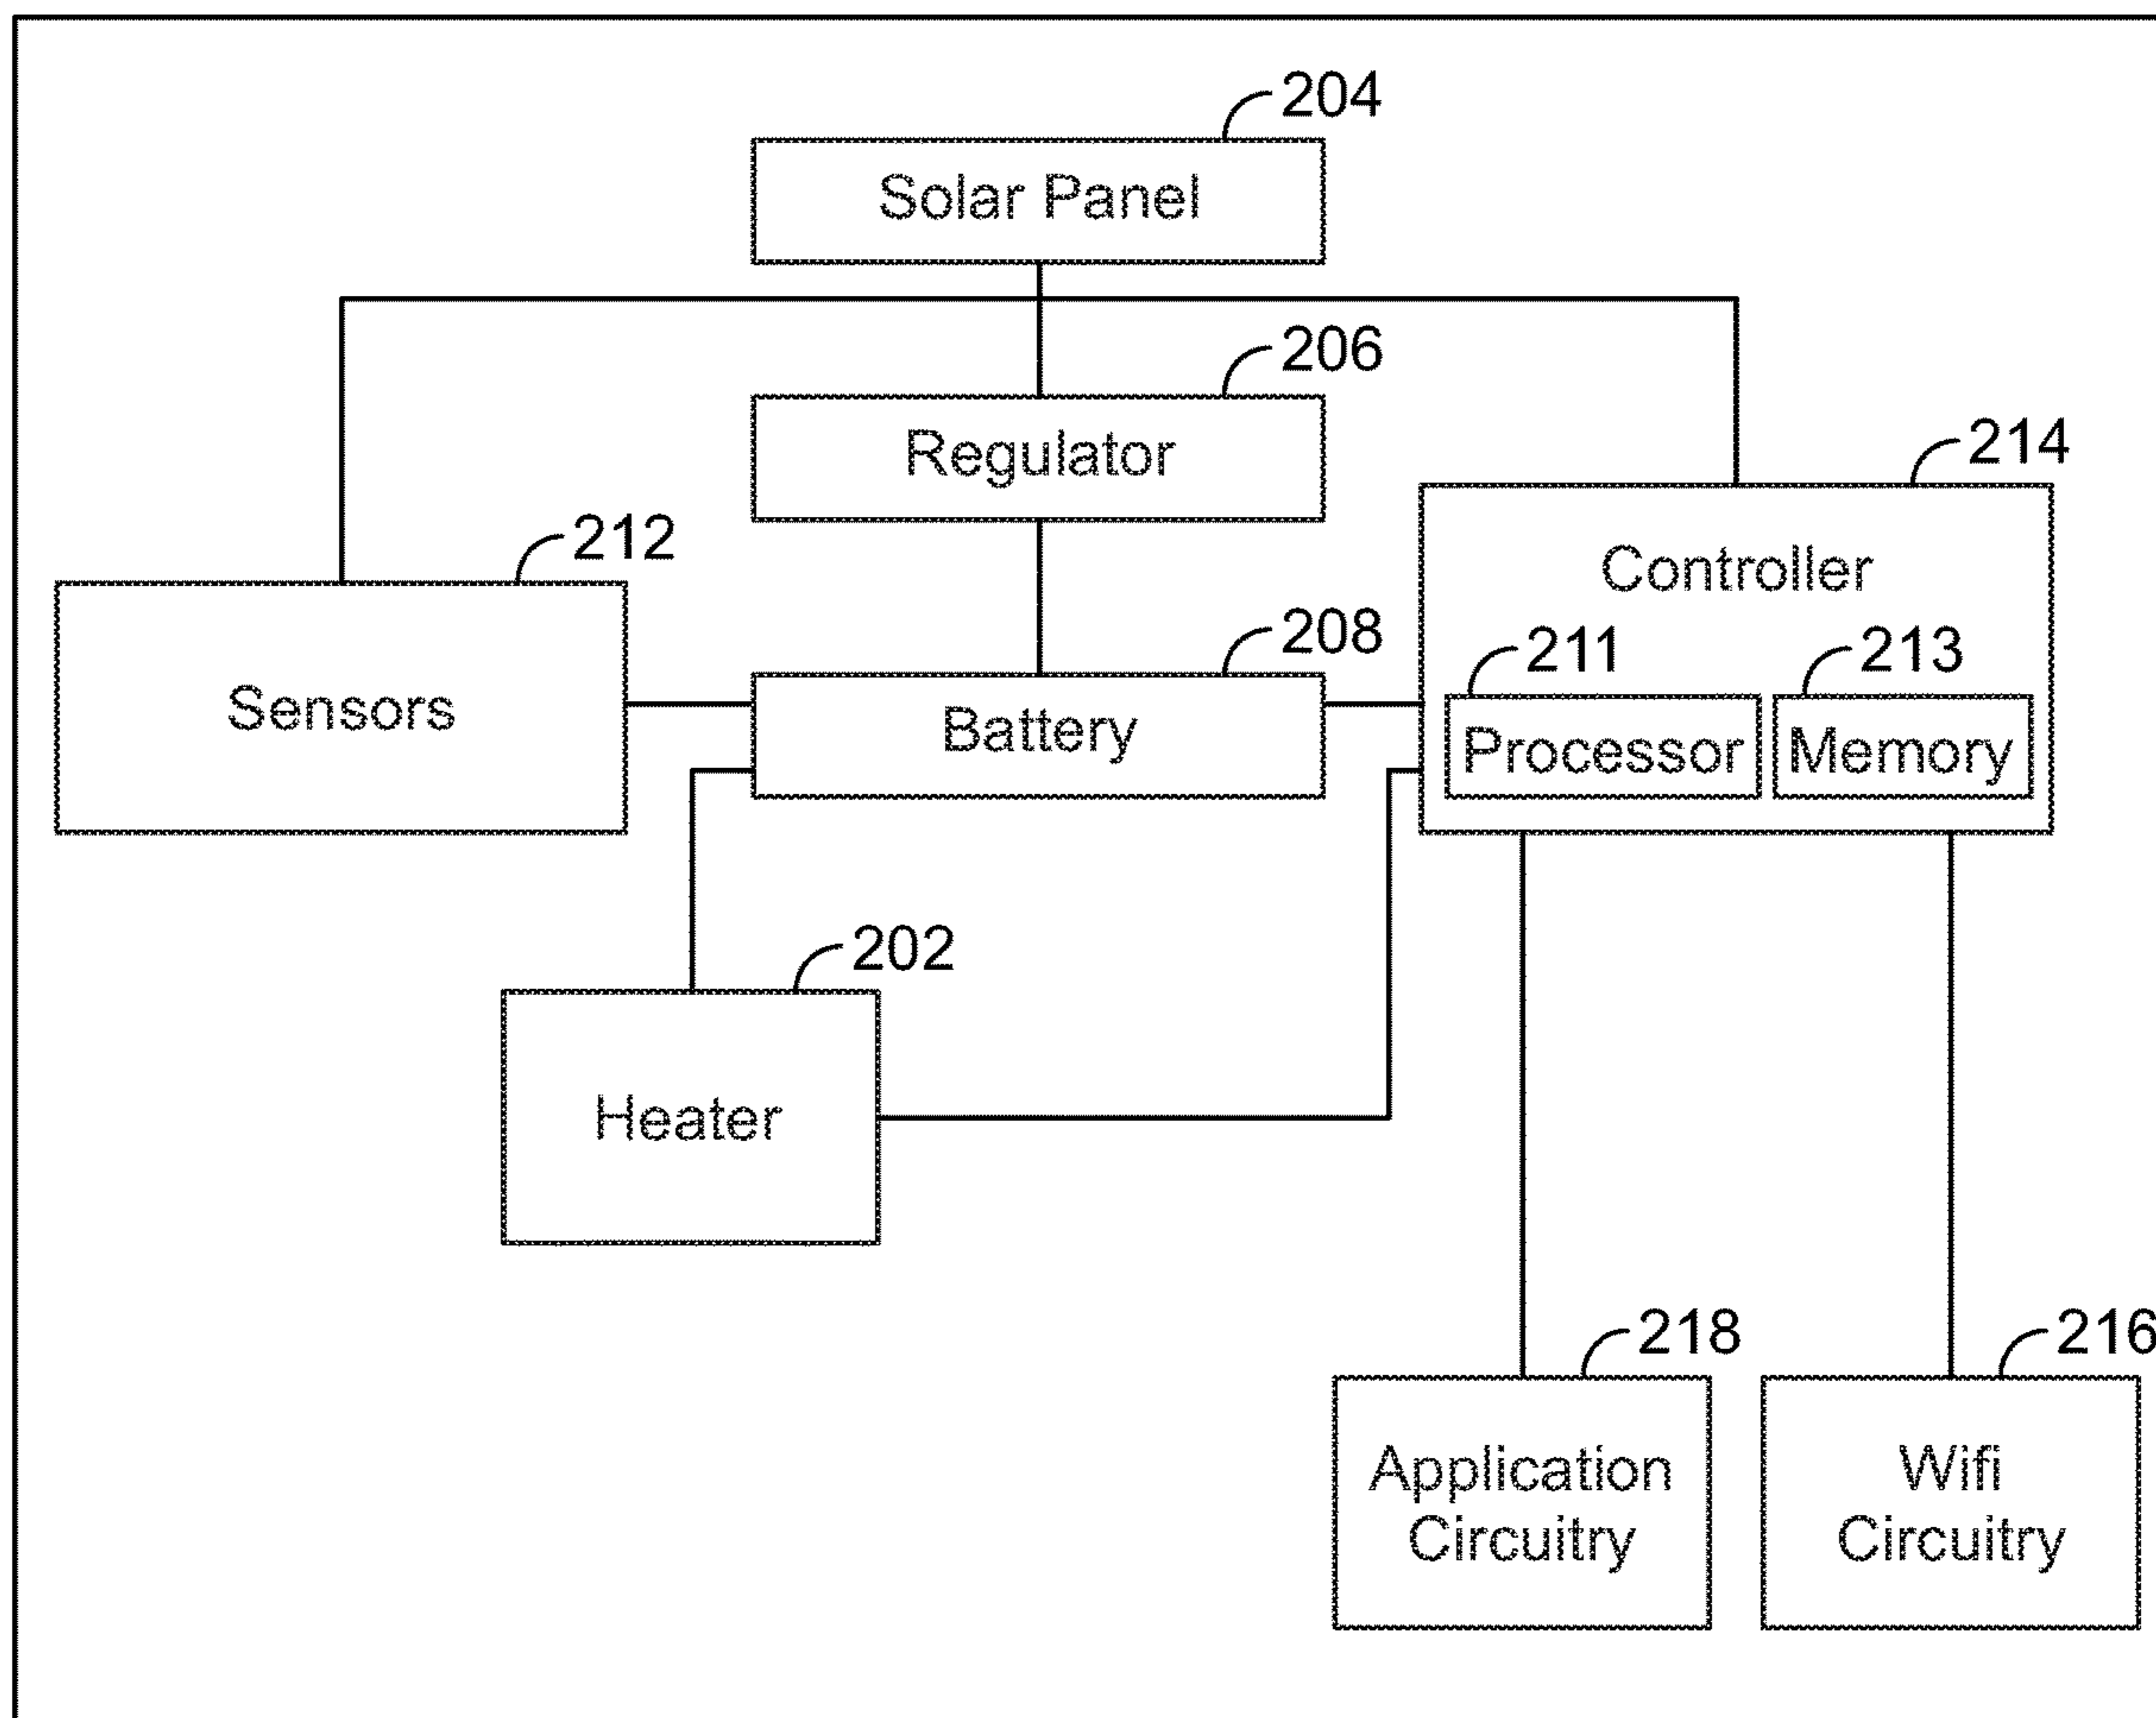 204
Solar Panel
206
Regulator
214
Controller
212
Sensors
208
Battery
211
Processor
213
Memory
202
Heater
218
Application
Circuitry
216
Wifi
Circuitry